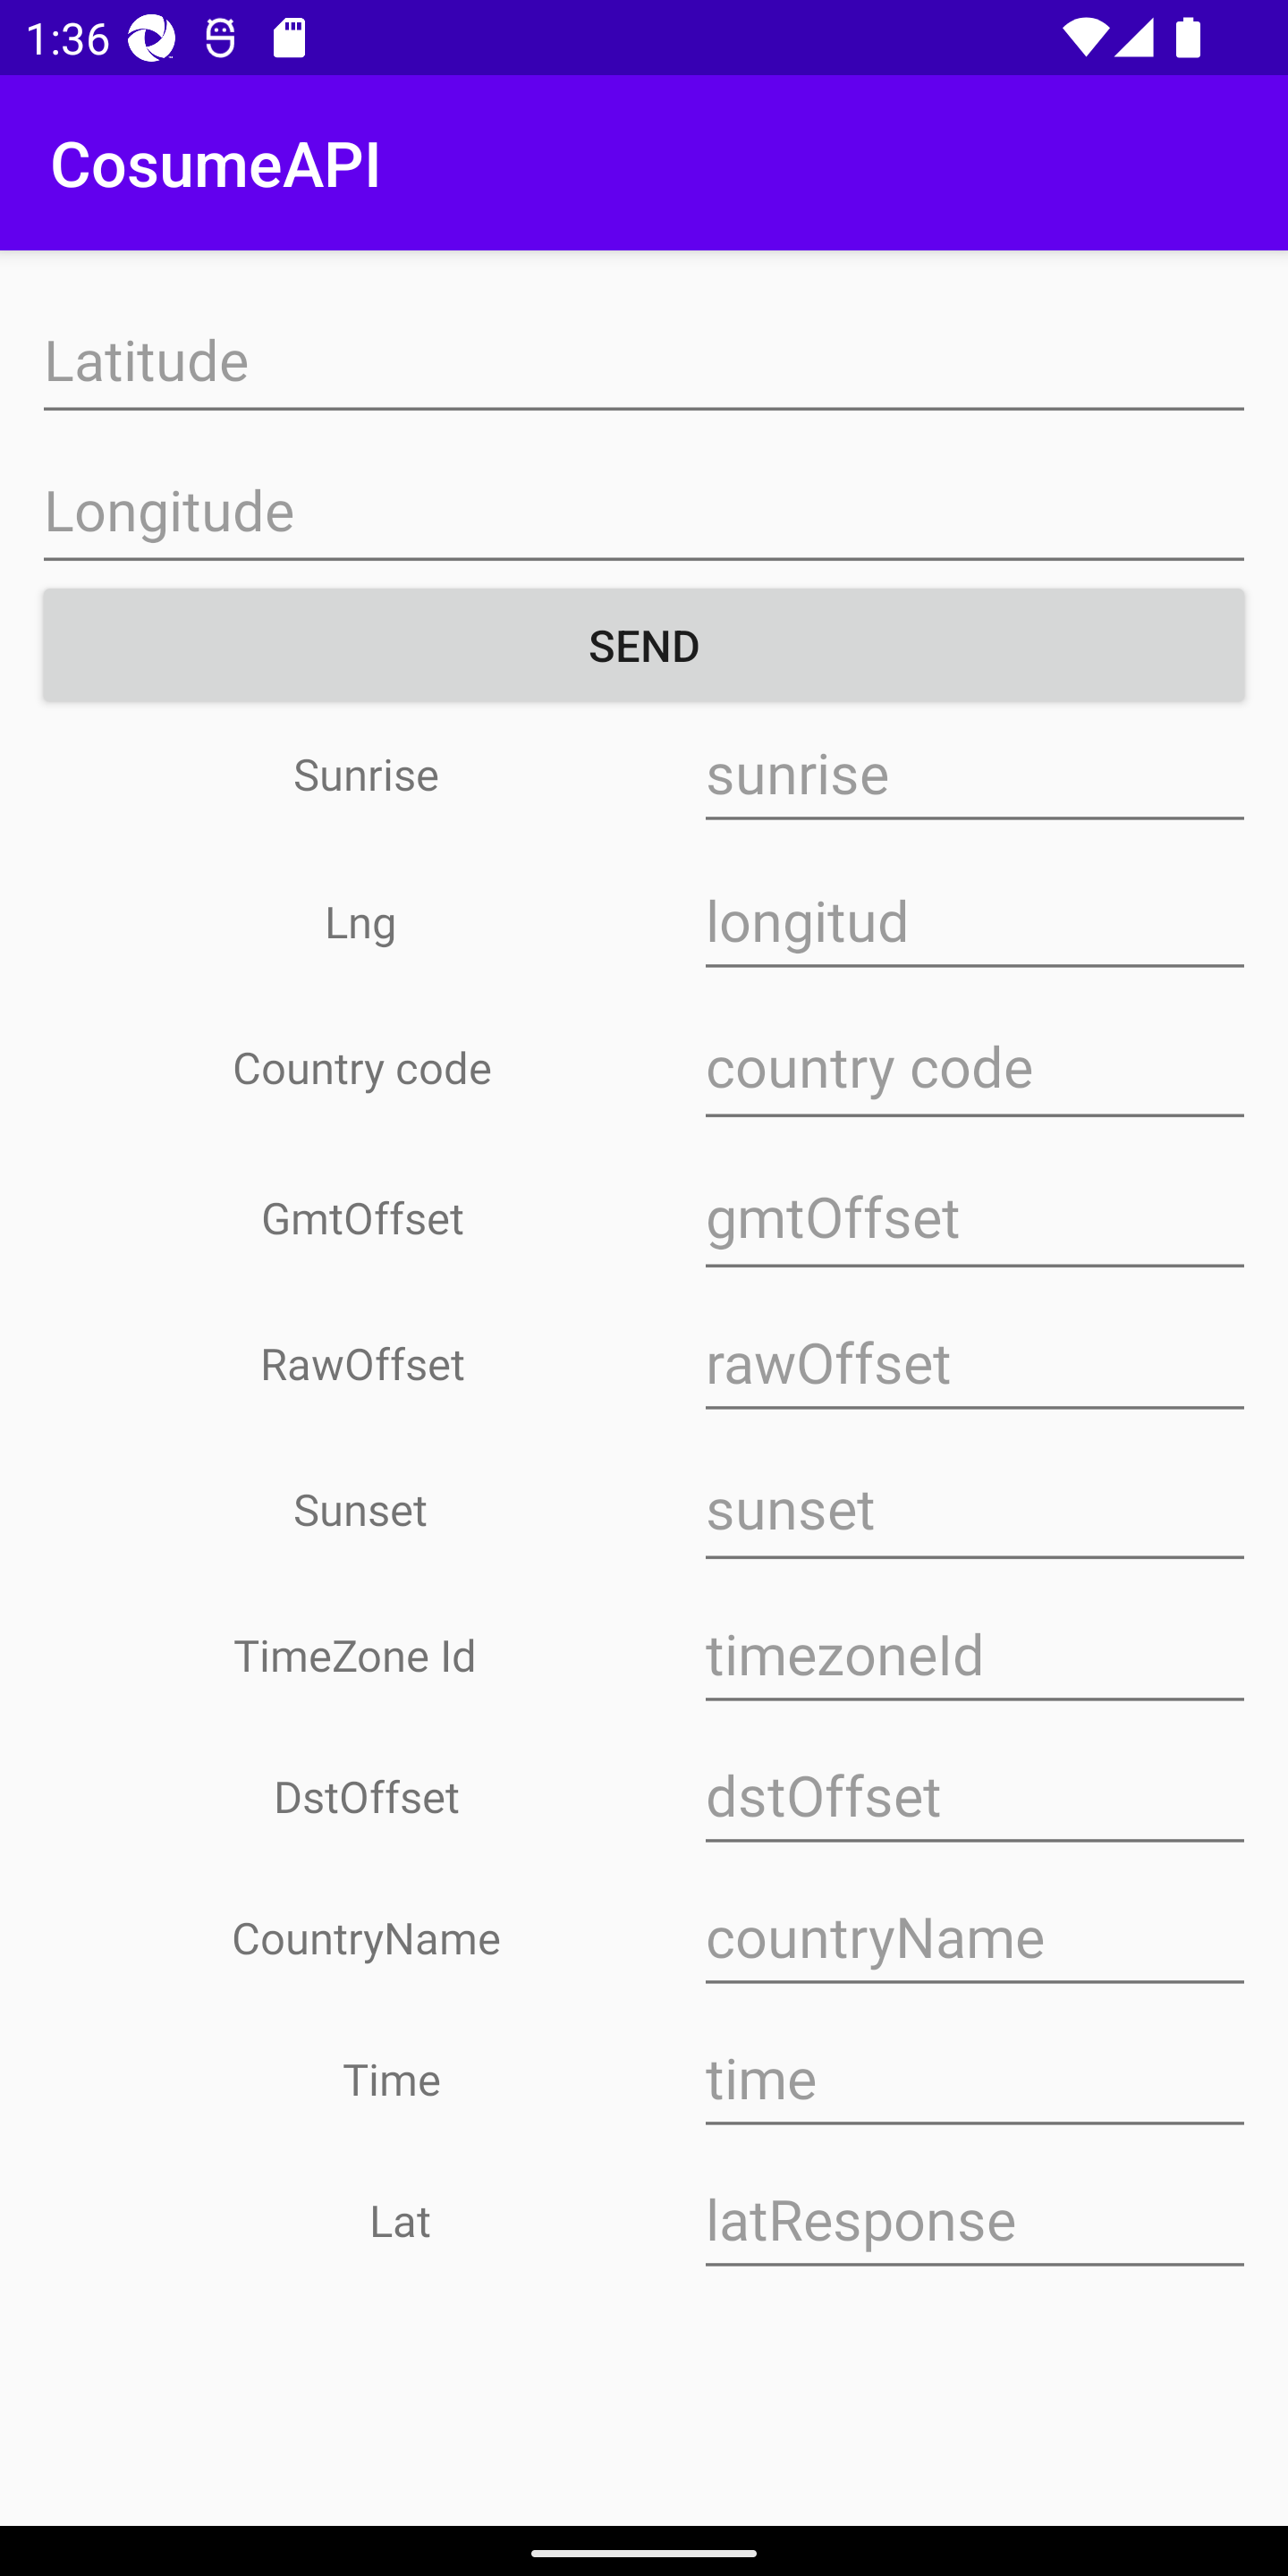 1:36
CosumeAPI
Latitude
Longitude
SEND
Sunrise sunrise
Lng longitud
Country code country code
GmtOffset gmtOffset
RawOffset rawOffset
Sunset sunset
TimeZone Id timezoneId
DstOffset dstOffset
CountryName countryName
Time time
Lat latResponse